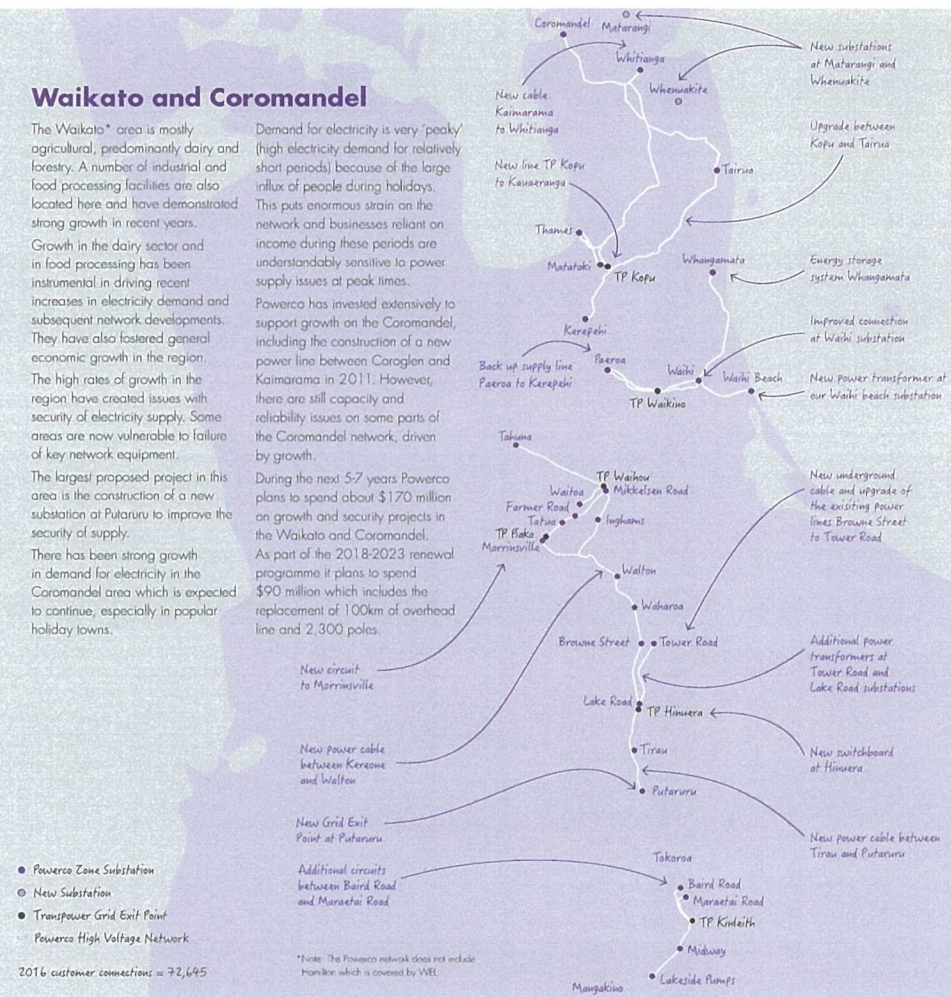 Waikato and Coromandel
The Waikato* area is mostly
agricultural, predominantly dairy and
forestry. A number of industrial and
food processing facilities are also
located here and have demonstrated
strong growth in recent years.
Growth in the dairy sector and
in food processing has been
instrumental in driving recent
increases in electricity demand and
subsequent network developments.
They have also fostered general
economic growth in the region.
The high rates of growth in the
region have created issues with
security of electricity supply. Some
areas are now vulnerable to failure
of key network equipment.
The largest proposed project in this
area is the construction of a new
substation at Putaruru to improve the
security of supply.
There has been strong growth
in demand for electricity in the
Coromandel area which is expected
to continue, especially in popular
holiday towns.
Demand for electricity is very 'peaky'
(high electricity demand for relatively
short periods) because of the large
influx of people during holidays.
This puts enormous strain on the
network and businesses reliant on
income during these periods are
understandably sensitive to power
supply issues at peak times.
Powerco has invested extensively to
support growth on the Coromandel,
including the construction of a new
power line between Coroglen and
Kaimarama in 2011. However,
there are still capacity and
reliability issues on some parts of
the Coromandel network, driven
by growth.
During the next 5-7 years Powerco
plans to spend about $170 million
on growth and security projects in
the Waikato and Coromandel.
As part of the 2018-2023 renewal
programme it plans to spend
$90 million which includes the
replacement of 100km of overhead
line and 2,300 poles.
Coromandel
Matarangi
Whitianga
Whenuakite
New substations
at Matarangi and
Whenuakite
New cable
Kaimarama
to Whitianga
Upgrade between
Kopu and Tairua
New line TP Kopu
to Kauaeranga
Tairua
Thames
Matatoki
TP Kopu
Whangamata
Energy storage
system Whangamata
Kerepehi
Improved connection
at Waihi substation
Back up supply line
Paeroa to Kerepehi
Paeroa
Waihi
Waihi Beach
TP Waikino
New power transformer at
our Waihi beach substation
Tahuna
TP Waihou
Mikkelsen Road
Waitoa
Farmer Road
Tatua
Inghams
TP Piako
Morrinsville
New underground
cable and upgrade of
the exisiting power
lines Browne Street
to Tower Road
Walton
Waharoa
Browne Street
Tower Road
Additional power
transformers at
Tower Road and
Lake Road substations
New circuit
to Morrinsville
Lake Road
TP Hinuera
Tirau
New switchboard
at Hinuera
New power cable
between Kereone
and Walton
Putaruru
New Grid Exit
Point at Putaruru
New power cable between
Tirau and Putaruru
Tokoroa
Additional circuits
between Baird Road
and Maraetai Road
Baird Road
Maraetai Road
TP Kinleith
Midway
Lakeside Pumps
Mangakino
Powerco Zone Substation
New Substation
Transpower Grid Exit Point
Powerco High Voltage Network
2016 customer connections = 72,645
*Note: The Powerco network does not include
Hamilton which is covered by WEL.